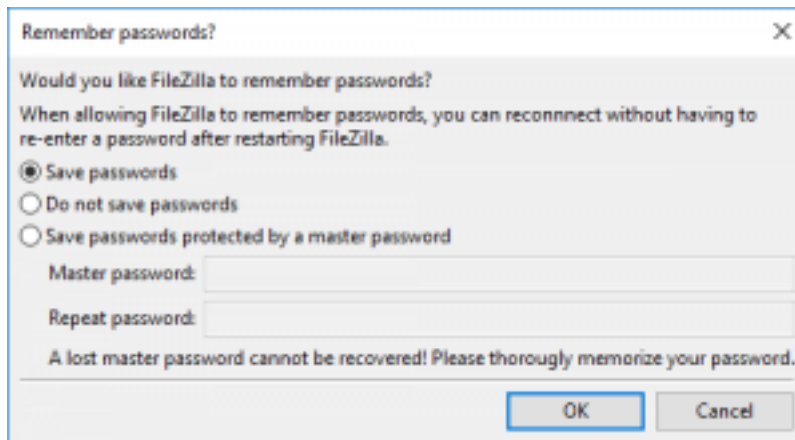 Remember passwords?
Would you like FileZilla to remember passwords?
When allowing FileZilla to remember passwords, you can reconnnect without having to
re-enter a password after restarting FileZilla.
Save passwords
Do not save passwords
Save passwords protected by a master password
Master password:
Repeat password:
A lost master password cannot be recovered! Please thorougly memorize your password.
OK Cancel